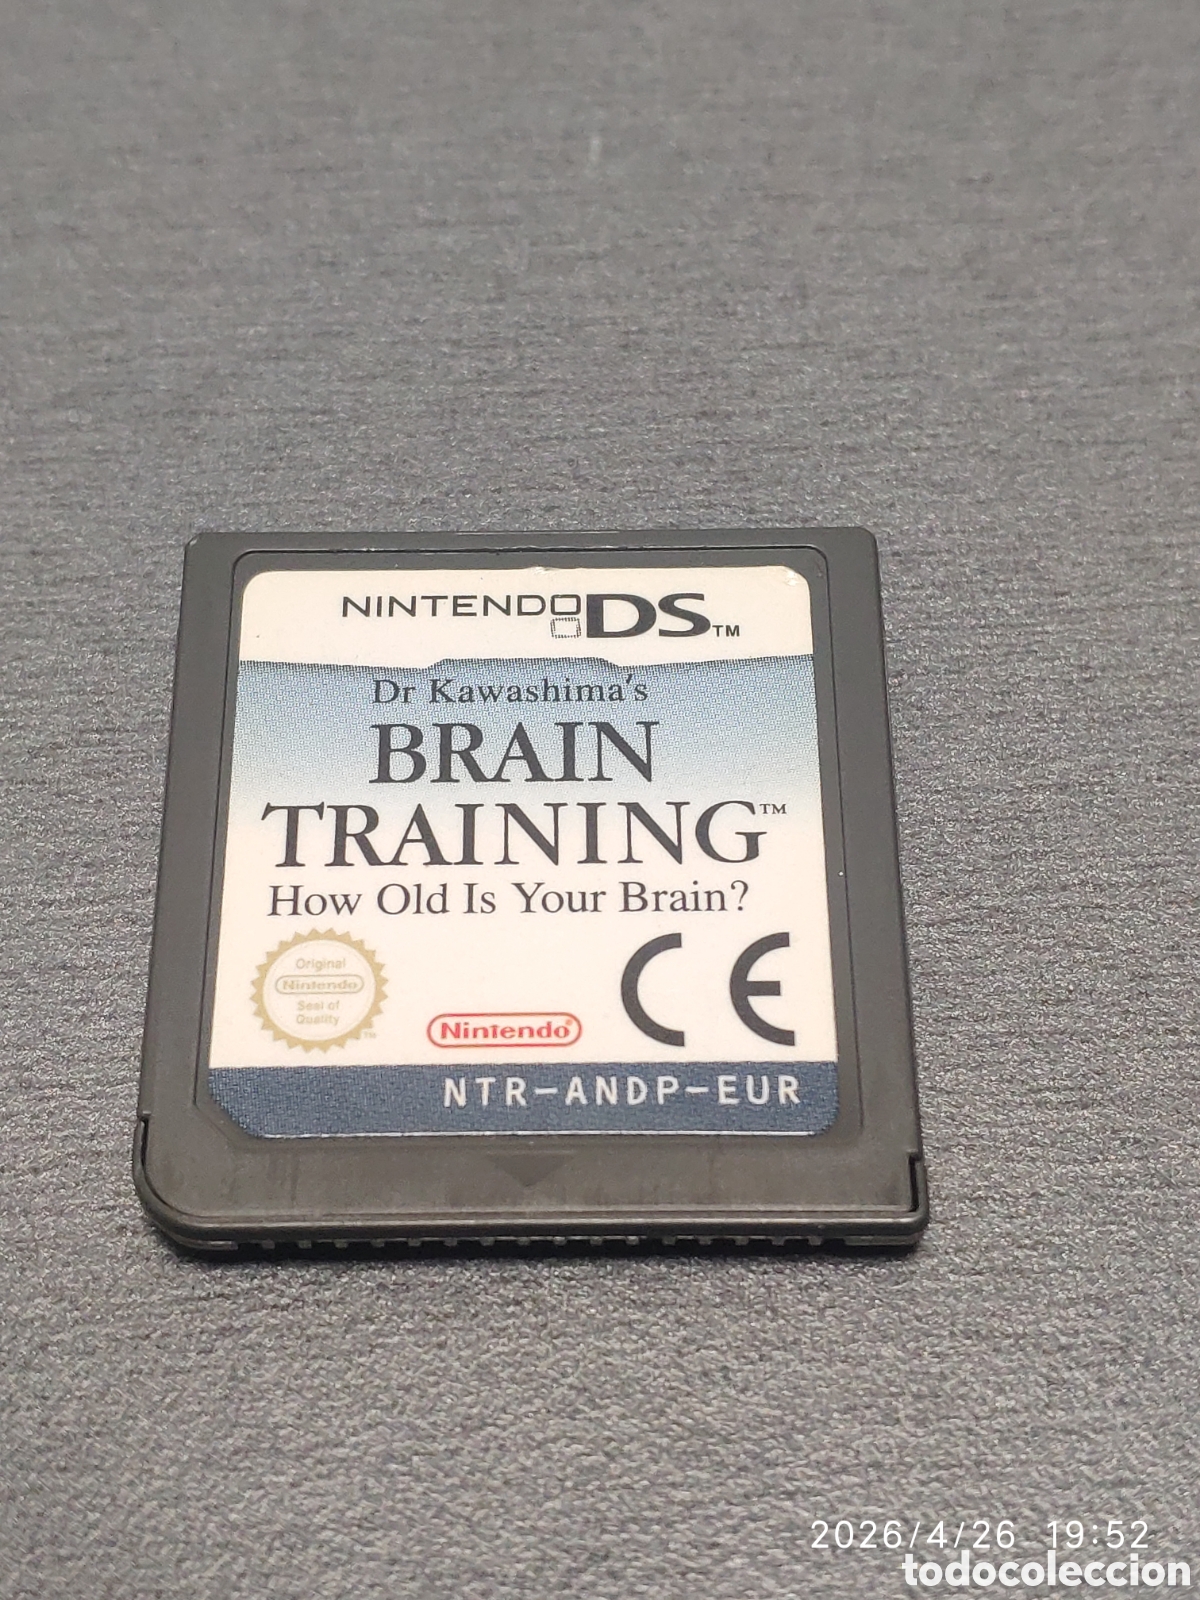 NINTENDO DS™
Dr Kawashima's
BRAIN
TRAINING™
How Old Is Your Brain?
Original
Nintendo
Seal of
Quality
™
Nintendo®
CE
NTR-ANDP-EUR
2026/4/26 19:52
todocoleccion